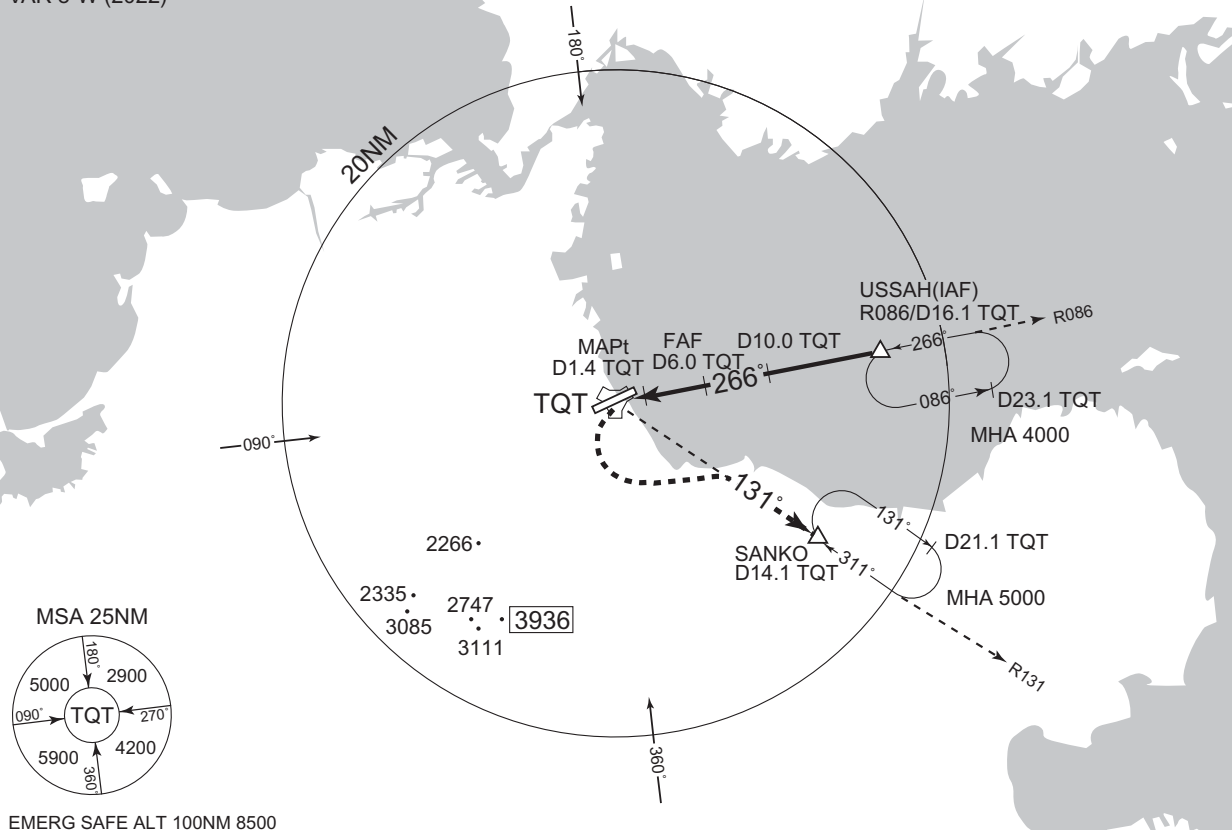 180°
20NM
USSAH(IAF)
R086/D16.1 TQT
R086
266°
086°
D23.1 TQT
MHA 4000
MAPt
D1.4 TQT
FAF
D6.0 TQT
D10.0 TQT
266°
TQT
090°
131°
131°
D21.1 TQT
SANKO
D14.1 TQT
311°
MHA 5000
R131
2266
2335
3085
2747
3111
3936
360°
MSA 25NM
180°
5000
2900
090°
TQT
270°
5900
4200
360°
EMERG SAFE ALT 100NM 8500